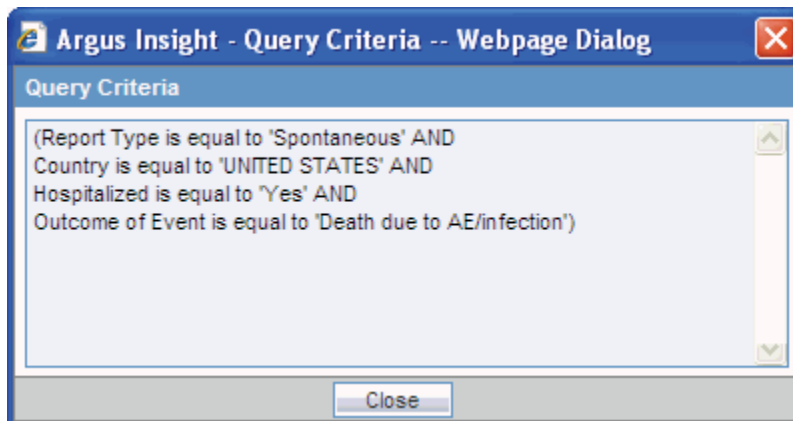 Argus Insight - Query Criteria -- Webpage Dialog
Query Criteria
(Report Type is equal to 'Spontaneous' AND
Country is equal to 'UNITED STATES' AND
Hospitalized is equal to 'Yes' AND
Outcome of Event is equal to 'Death due to AE/infection')
Close